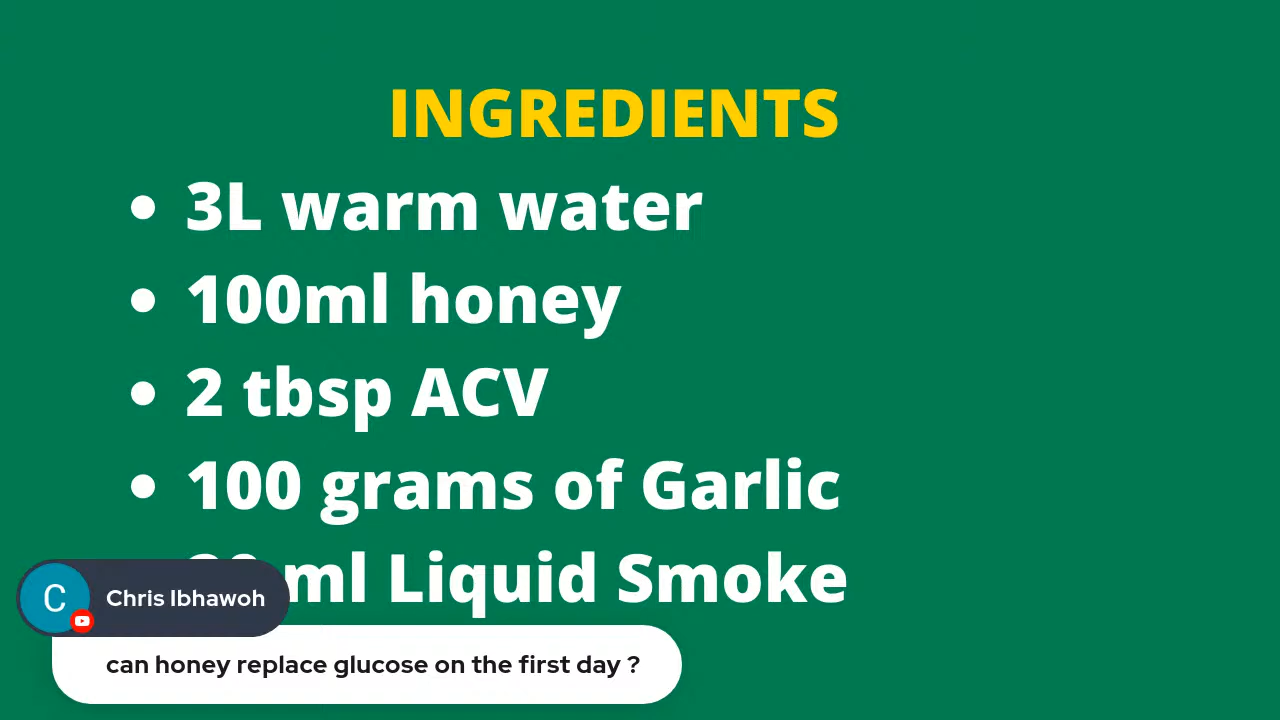 INGREDIENTS
• 3L warm water
• 100ml honey
• 2 tbsp ACV
• 100 grams of Garlic
ml Liquid Smoke
C
Chris Ibhawoh
can honey replace glucose on the first day ?